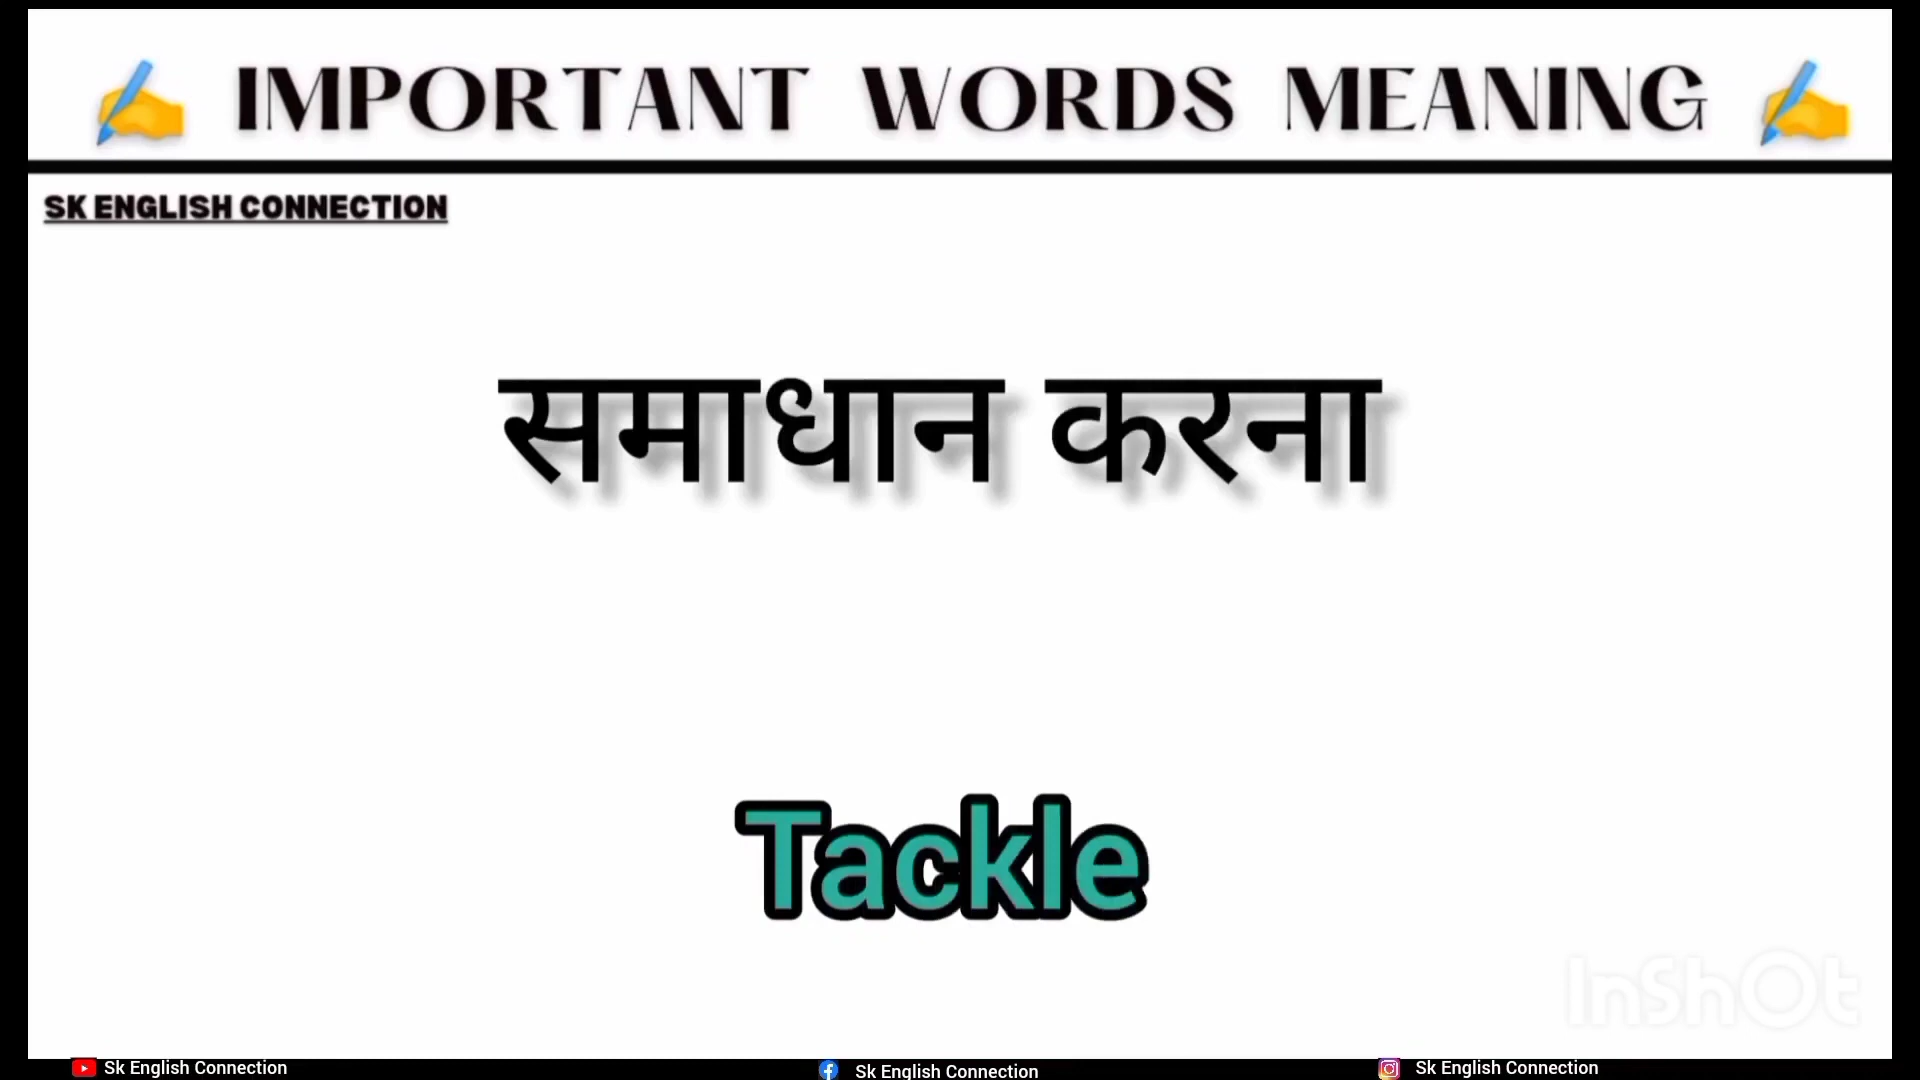 IMPORTANT WORDS MEANING
SK ENGLISH CONNECTION
समाधान करना
Tackle
InShOt
Sk English Connection
Sk English Connection
Sk English Connection